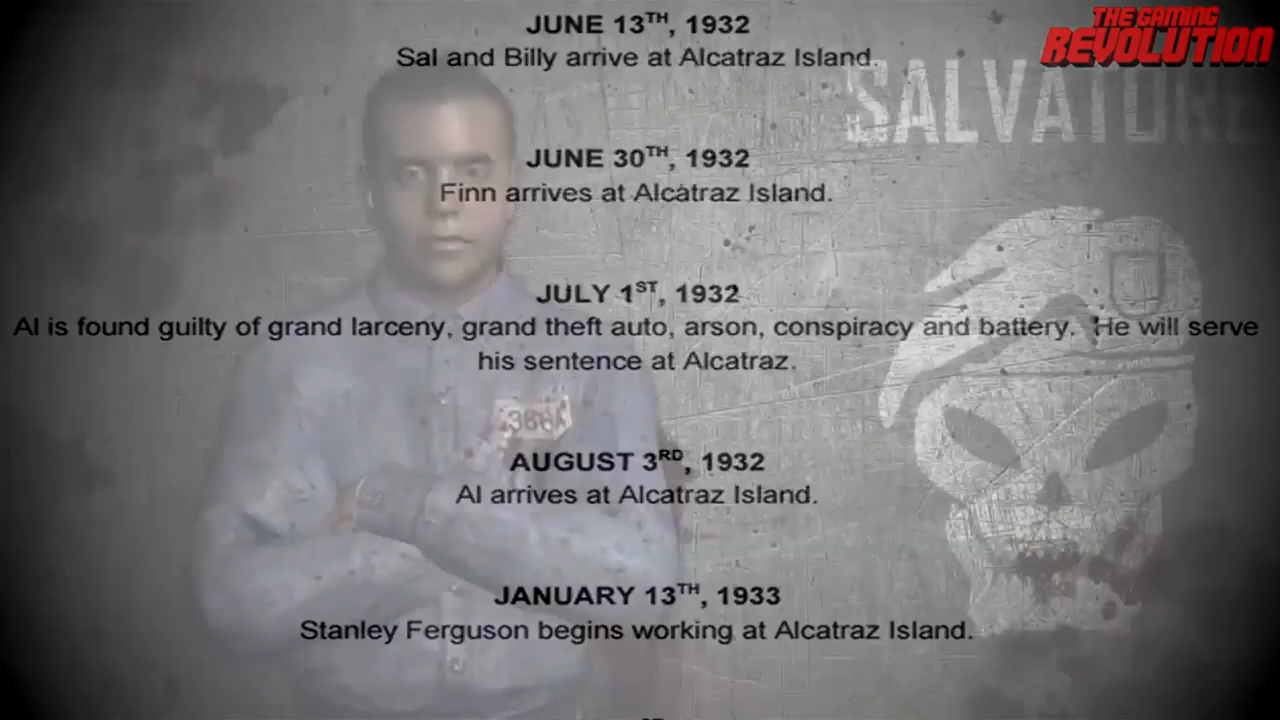 THE GAMING
REVOLUTION
SALVATORE
JUNE 13TH, 1932
Sal and Billy arrive at Alcatraz Island.
JUNE 30TH, 1932
Finn arrives at Alcatraz Island.
JULY 1ST, 1932
Al is found guilty of grand larceny, grand theft auto, arson, conspiracy and battery. He will serve
his sentence at Alcatraz.
AUGUST 3RD, 1932
Al arrives at Alcatraz Island.
JANUARY 13TH, 1933
Stanley Ferguson begins working at Alcatraz Island.